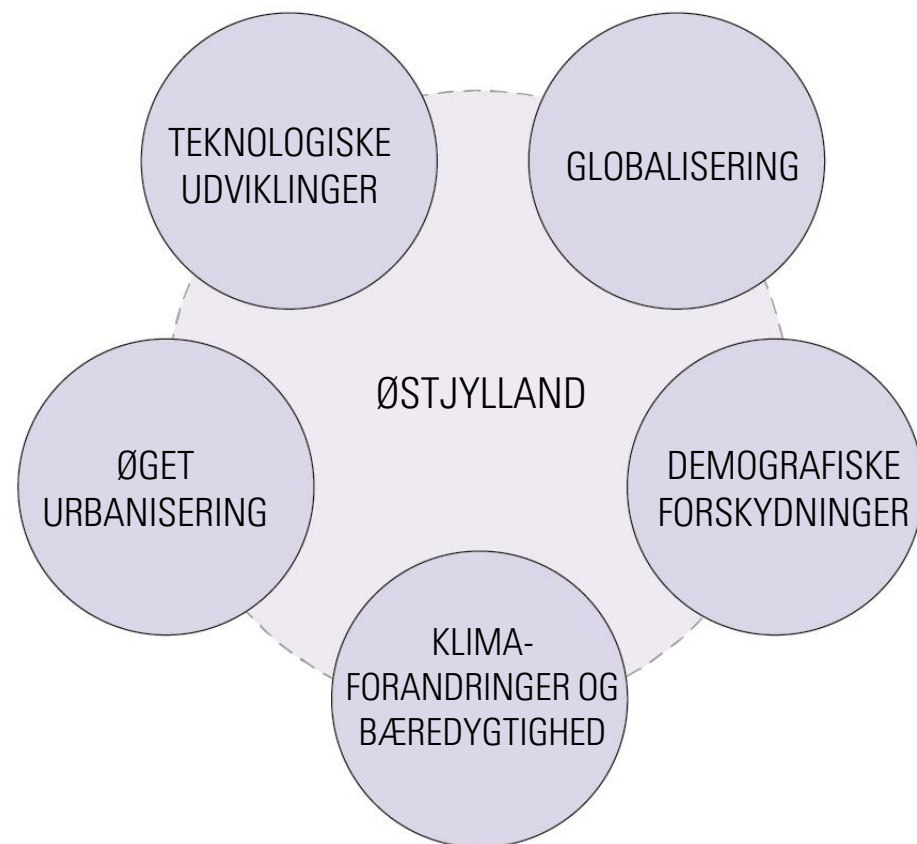 TEKNOLOGISKE
UDVIKLINGER
GLOBALISERING
ØSTJYLLAND
ØGET
URBANISERING
DEMOGRAFISKE
FORSKYDNINGER
KLIMA-
FORANDRINGER OG
BÆREDYGTIGHED